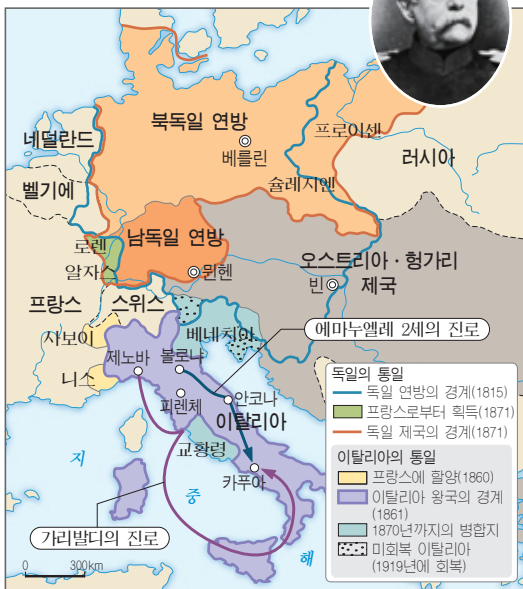 북독일 연방
베를린
프로이센
네덜란드
벨기에
러시아
슐레지엔
남독일 연방
로렌
알자스
뮌헨
오스트리아·헝가리
제국
빈
프랑스
스위스
사보이
베네치아
에마누엘레 2세의 진로
제노바
볼로냐
니스
피렌체
안코나
이탈리아
교황령
카푸아
지
중
해
가리발디의 진로
0 300km
독일의 통일
독일 연방의 경계(1815)
프랑스로부터 획득(1871)
독일 제국의 경계(1871)
이탈리아의 통일
프랑스에 할양(1860)
이탈리아 왕국의 경계
(1861)
1870년까지의 병합지
미회복 이탈리아
(1919년에 회복)